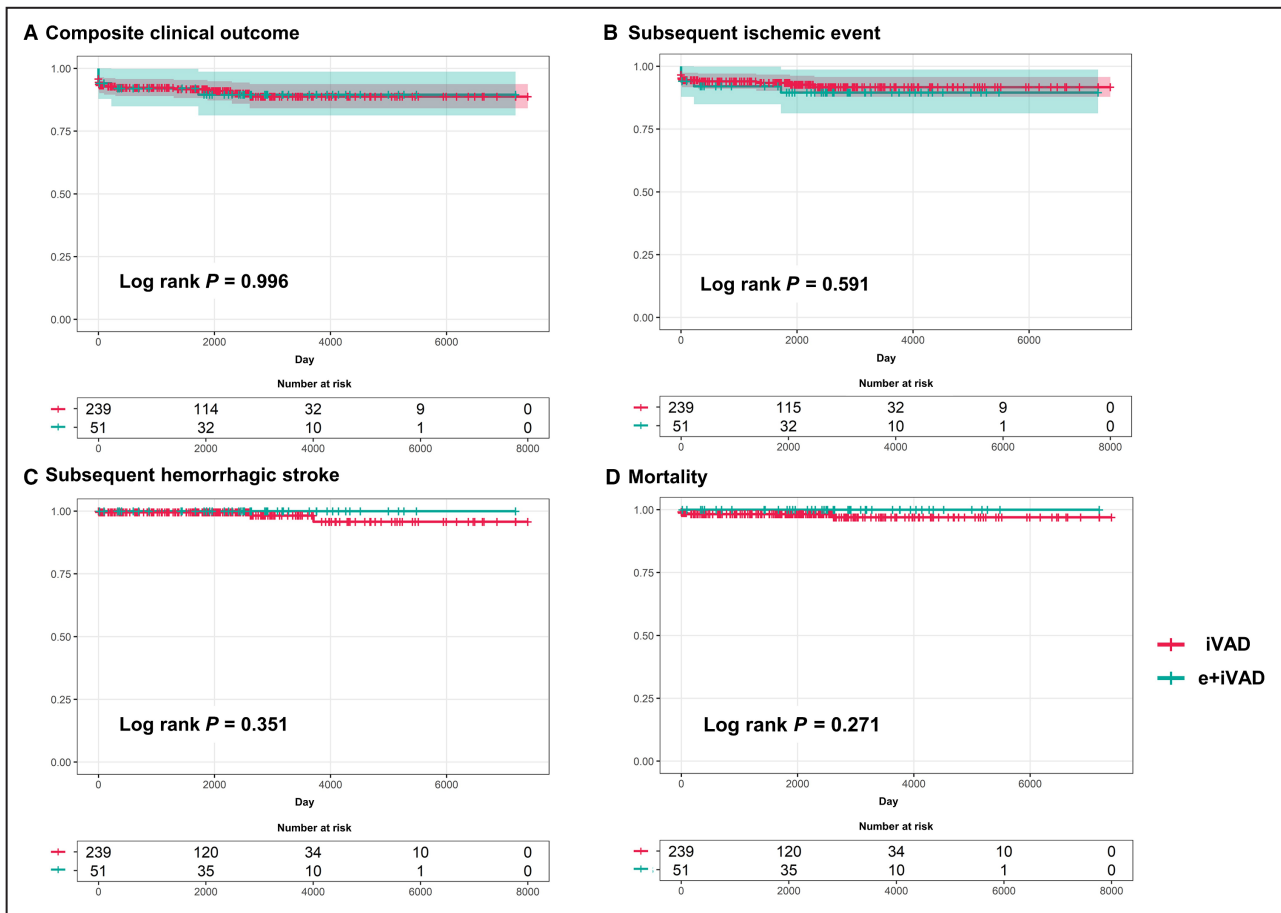 A Composite clinical outcome
1.00
0.75
0.50
0.25
0.00
Log rank P = 0.996
0 2000 4000 6000
Day
Number at risk
239 114 32 9 0
51 32 10 1 0
0 2000 4000 6000 8000
B Subsequent ischemic event
1.00
0.75
0.50
0.25
0.00
Log rank P = 0.591
0 2000 4000 6000
Day
Number at risk
239 115 32 9 0
51 32 10 1 0
0 2000 4000 6000 8000
C Subsequent hemorrhagic stroke
1.00
0.75
0.50
0.25
0.00
Log rank P = 0.351
0 2000 4000 6000
Day
Number at risk
239 120 34 10 0
51 35 10 1 0
0 2000 4000 6000 8000
D Mortality
1.00
0.75
0.50
0.25
0.00
Log rank P = 0.271
0 2000 4000 6000
Day
Number at risk
239 120 34 10 0
51 35 10 1 0
0 2000 4000 6000 8000
iVAD
e+iVAD